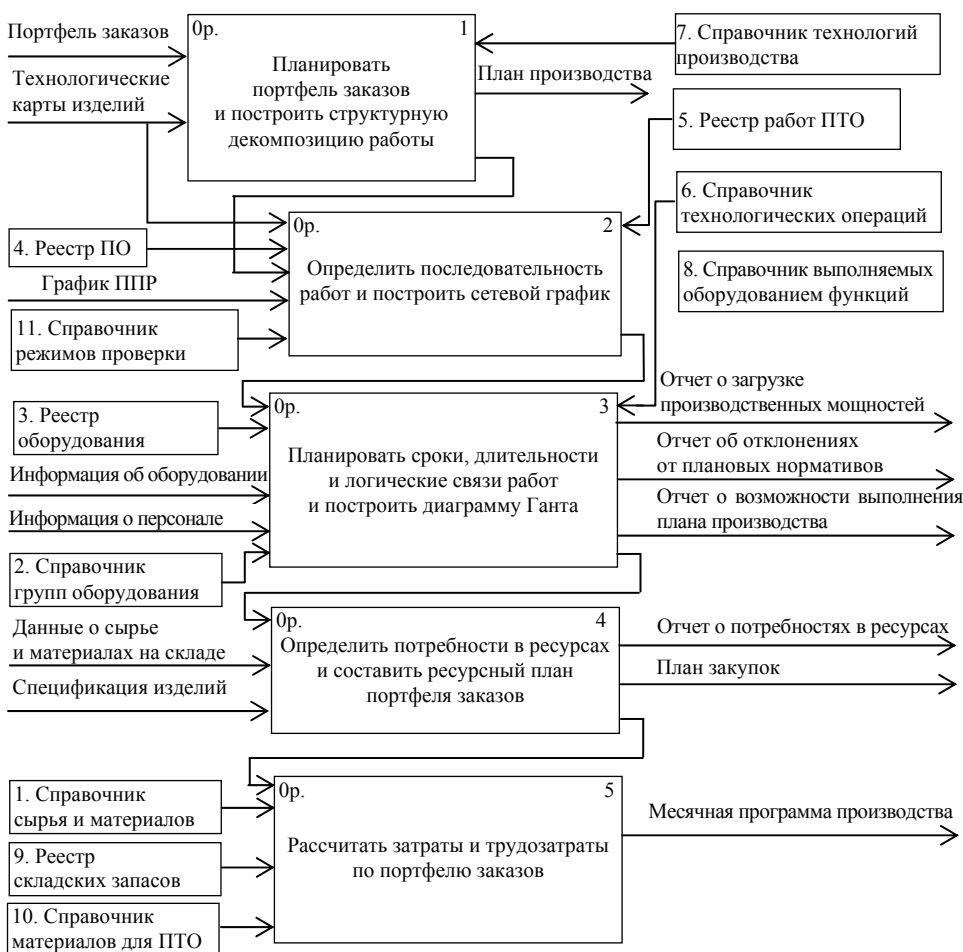 Портфель заказов
Технологические
карты изделий
0р.
1
Планировать
портфель заказов
и построить структурную
декомпозицию работы
7. Справочник технологий
производства
План производства
5. Реестр работ ПТО
6. Справочник
технологических операций
8. Справочник выполняемых
оборудованием функций
4. Реестр ПО
График ППР
11. Справочник
режимов проверки
0р.
2
Определить последовательность
работ и построить сетевой график
3. Реестр
оборудования
Информация об оборудовании
Информация о персонале
2. Справочник
групп оборудования
0р.
3
Планировать сроки, длительности
и логические связи работ
и построить диаграмму Ганта
Отчет о загрузке
производственных мощностей
Отчет об отклонениях
от плановых нормативов
Отчет о возможности выполнения
плана производства
Данные о сырье
и материалах на складе
Спецификация изделий
0р.
4
Определить потребности в ресурсах
и составить ресурсный план
портфеля заказов
Отчет о потребностях в ресурсах
План закупок
1. Справочник
сырья и материалов
9. Реестр
складских запасов
10. Справочник
материалов для ПТО
0р.
5
Рассчитать затраты и трудозатраты
по портфелю заказов
Месячная программа производства